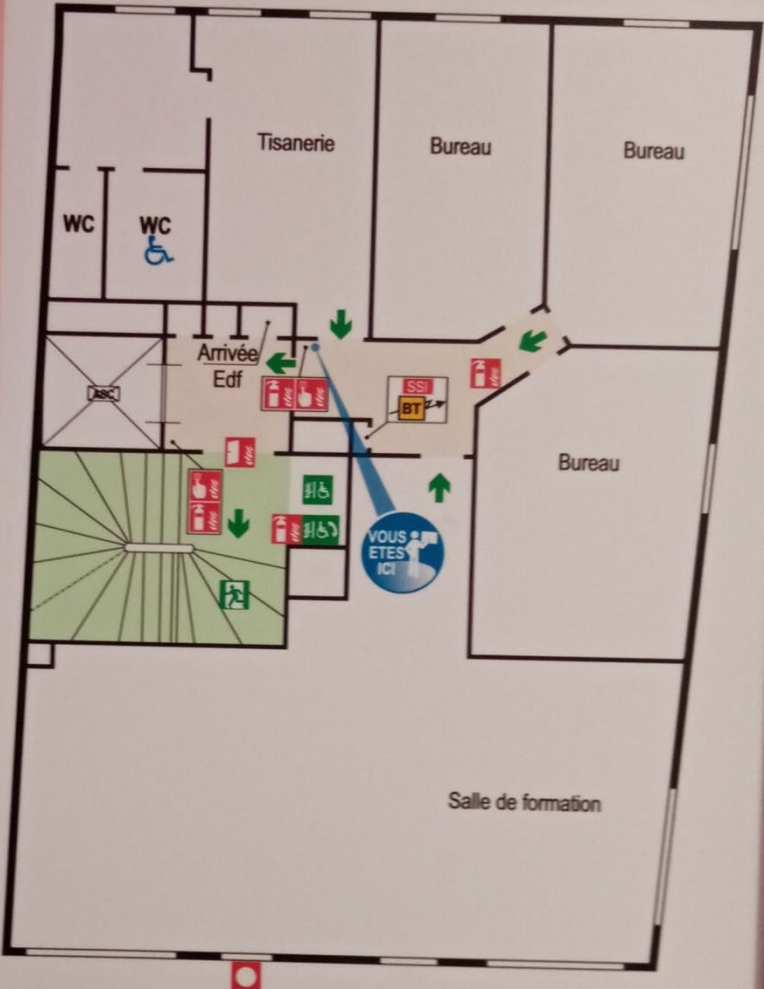 Tisanerie
Bureau
Bureau
WC
WC
Arrivée
Edf
ASC
SSI
BT
Bureau
VOUS
ETES
ICI
Salle de formation